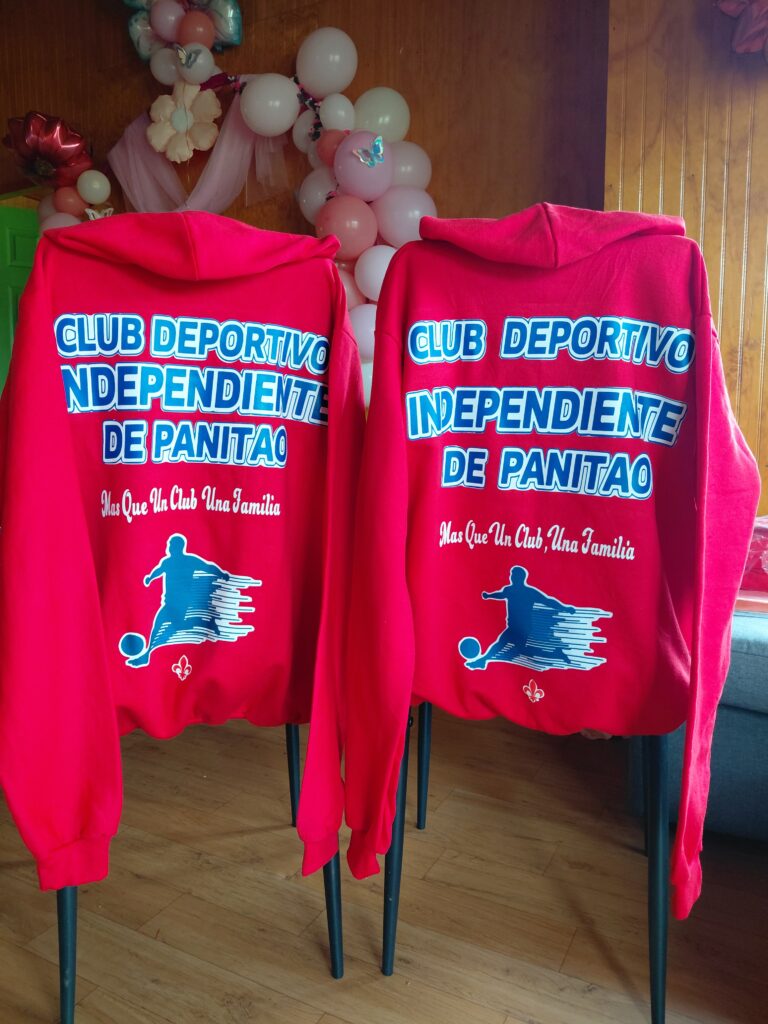 CLUB DEPORTIVO
INDEPENDIENTE
DE PANITAO
Mas Que Un Club Una Familia
CLUB DEPORTIVO
INDEPENDIENTE
DE PANITAO
Mas Que Un Club, Una Familia